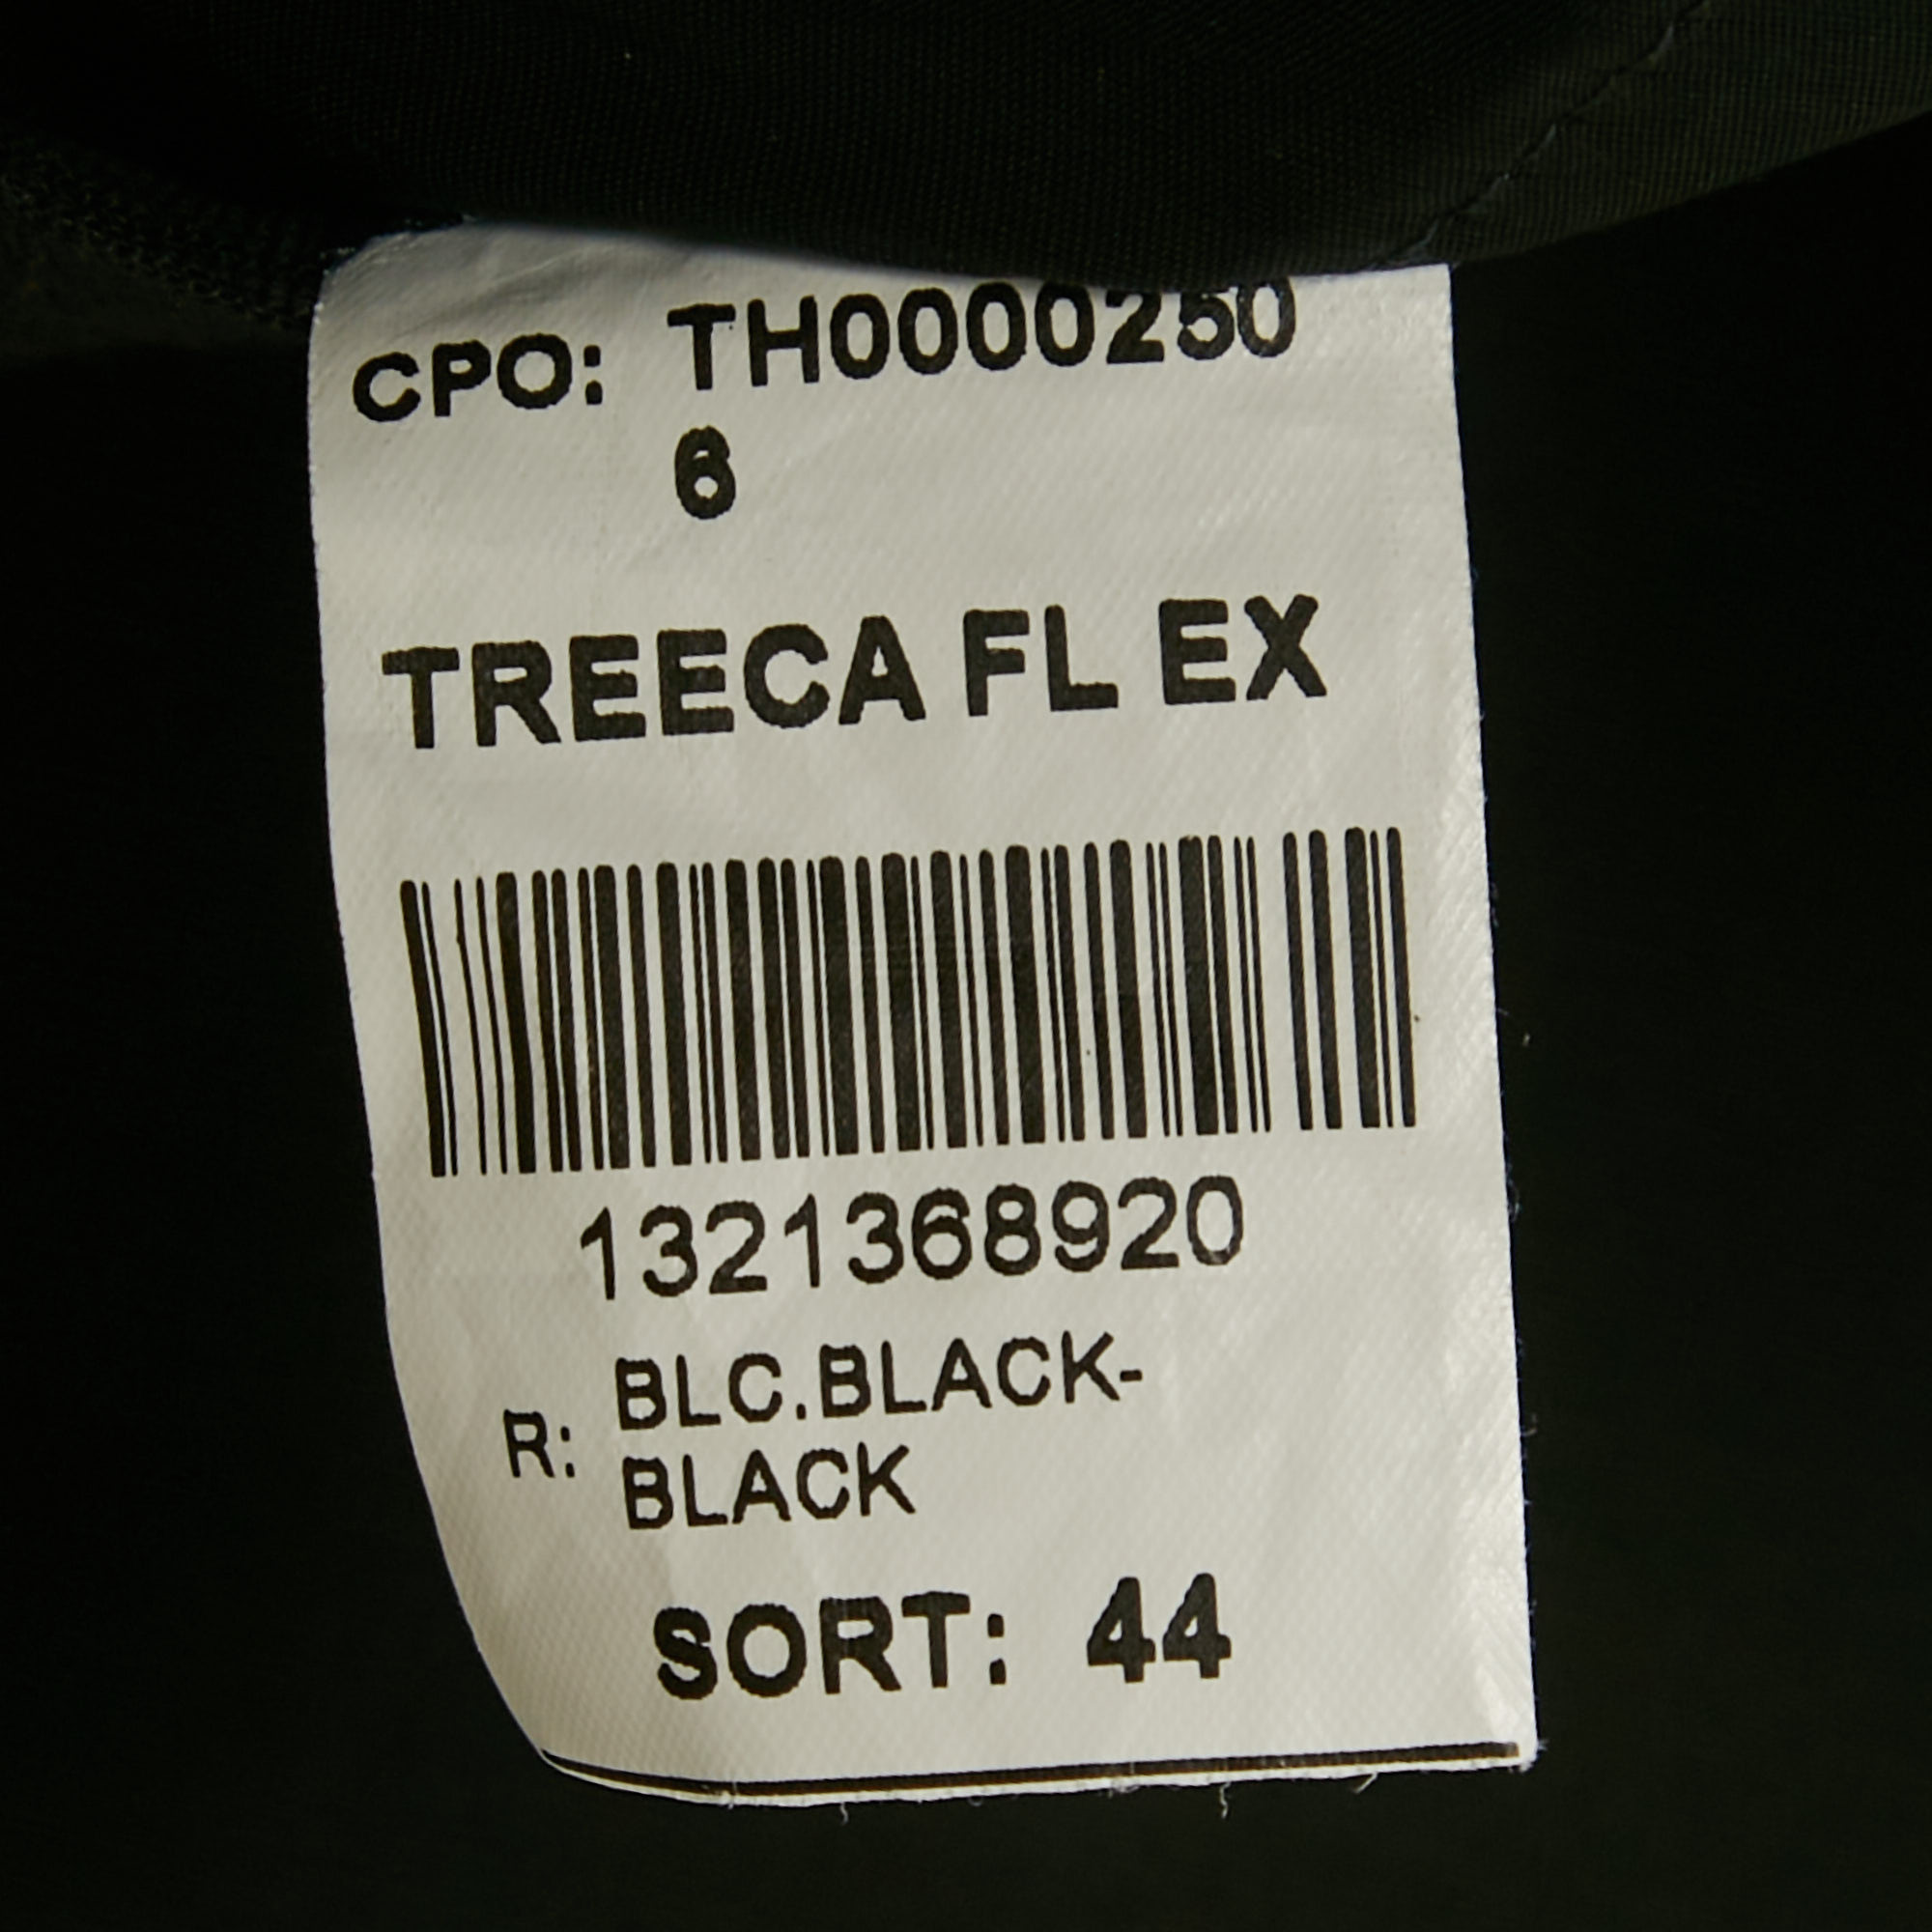 CPO: TH0000250
6
TREECA FL EX
1321368920
R: BLC.BLACK-
BLACK
SORT: 44